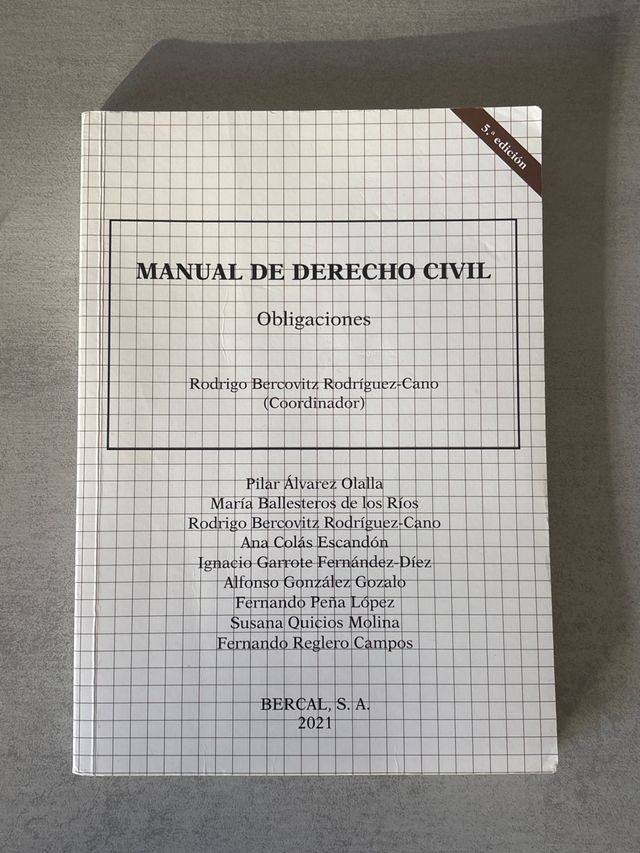 5.ª edición
MANUAL DE DERECHO CIVIL
Obligaciones
Rodrigo Bercovitz Rodríguez-Cano
(Coordinador)
Pilar Álvarez Olalla
María Ballesteros de los Ríos
Rodrigo Bercovitz Rodríguez-Cano
Ana Colás Escandón
Ignacio Garrote Fernández-Díez
Alfonso González Gozalo
Fernando Peña López
Susana Quicios Molina
Fernando Reglero Campos
BERCAL, S. A.
2021